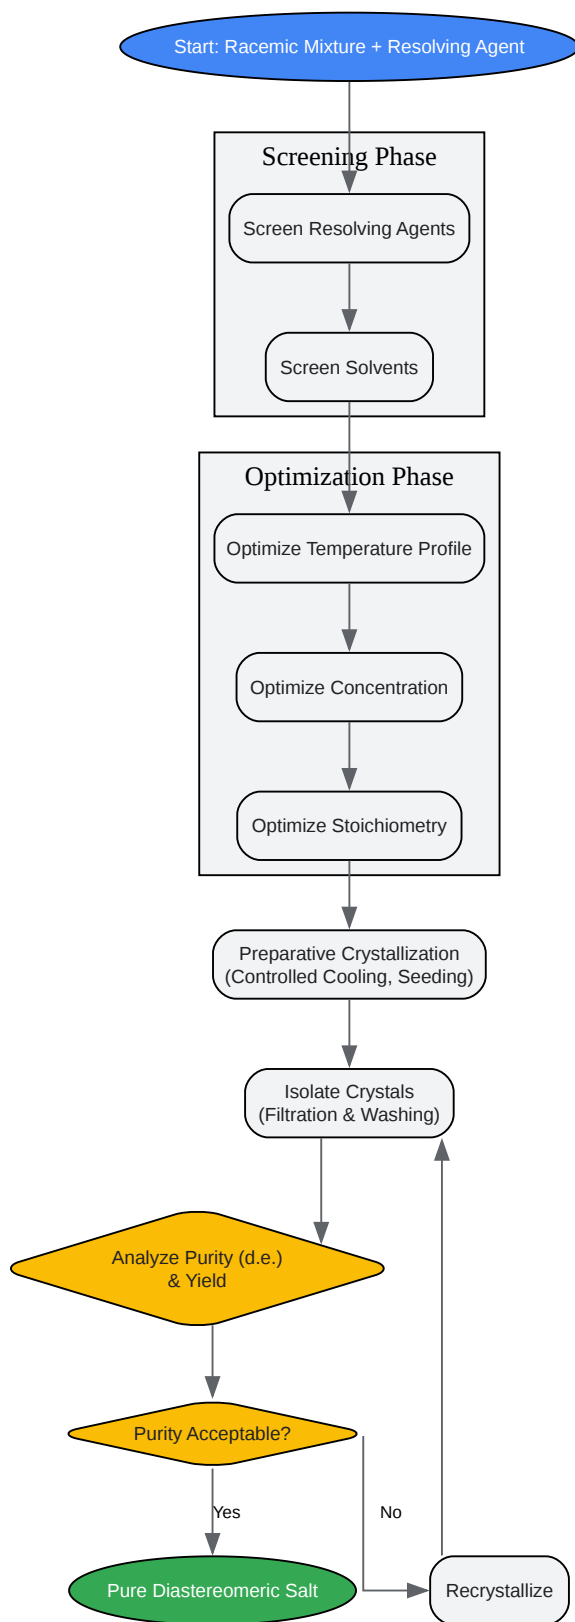 Start: Racemic Mixture + Resolving Agent
Screening Phase
Screen Resolving Agents
Screen Solvents
Optimization Phase
Optimize Temperature Profile
Optimize Concentration
Optimize Stoichiometry
Preparative Crystallization
(Controlled Cooling, Seeding)
Isolate Crystals
(Filtration & Washing)
Analyze Purity (d.e.)
& Yield
Purity Acceptable?
Yes
No
Pure Diastereomeric Salt
Recrystallize